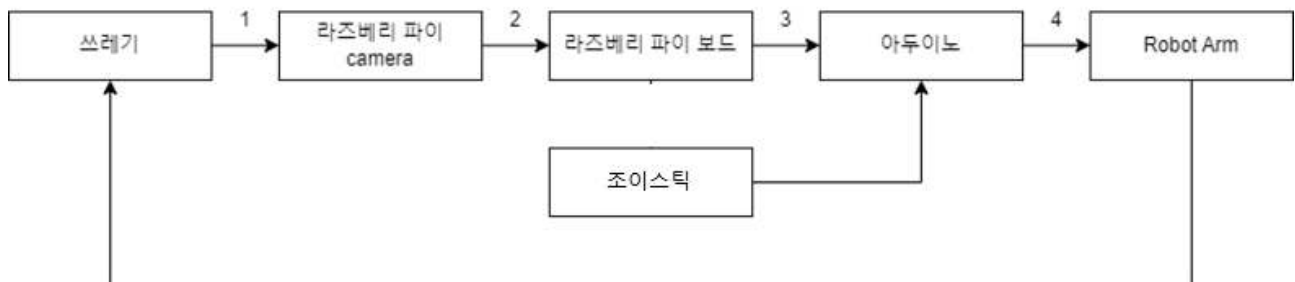 1
2
3
4
쓰레기
라즈베리 파이
camera
라즈베리 파이 보드
아두이노
Robot Arm
조이스틱